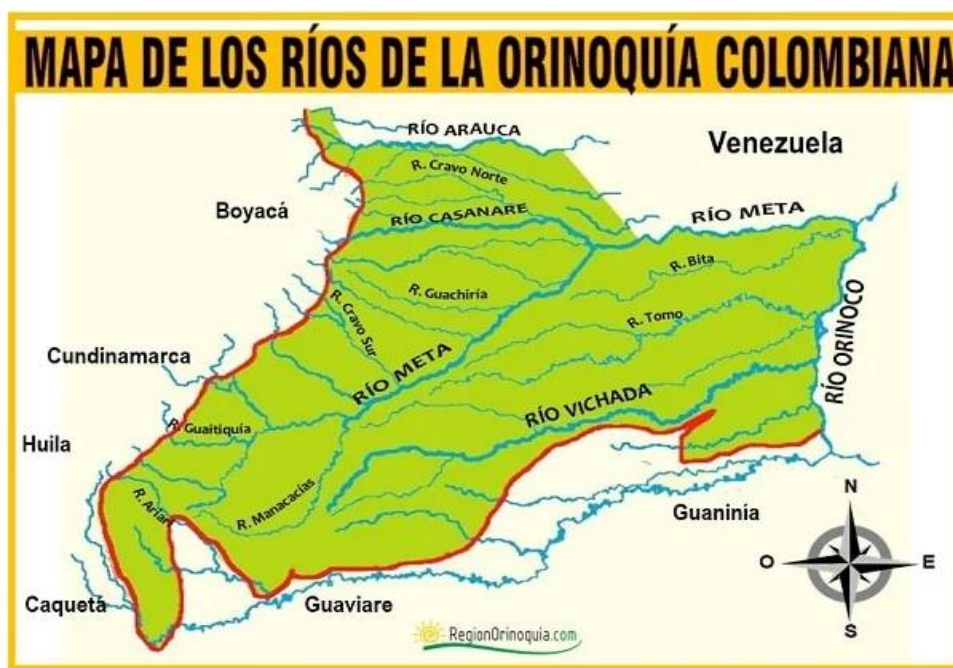 MAPA DE LOS RÍOS DE LA ORINOQUÍA COLOMBIANA
RÍO ARAUCA
Venezuela
R. Cravo Norte
Boyacá
RÍO CASANARE
RÍO META
R. Bita
R. Guachiría
R. Cravo Sur
R. Tomo
Cundinamarca
RÍO META
RÍO ORINOCO
RÍO VICHADA
R. Guaitiquía
Huila
R. Ariari
R. Manacacías
Guaninía
N
O
E
S
Caquetá
Guaviare
RegionOrinoquia.com